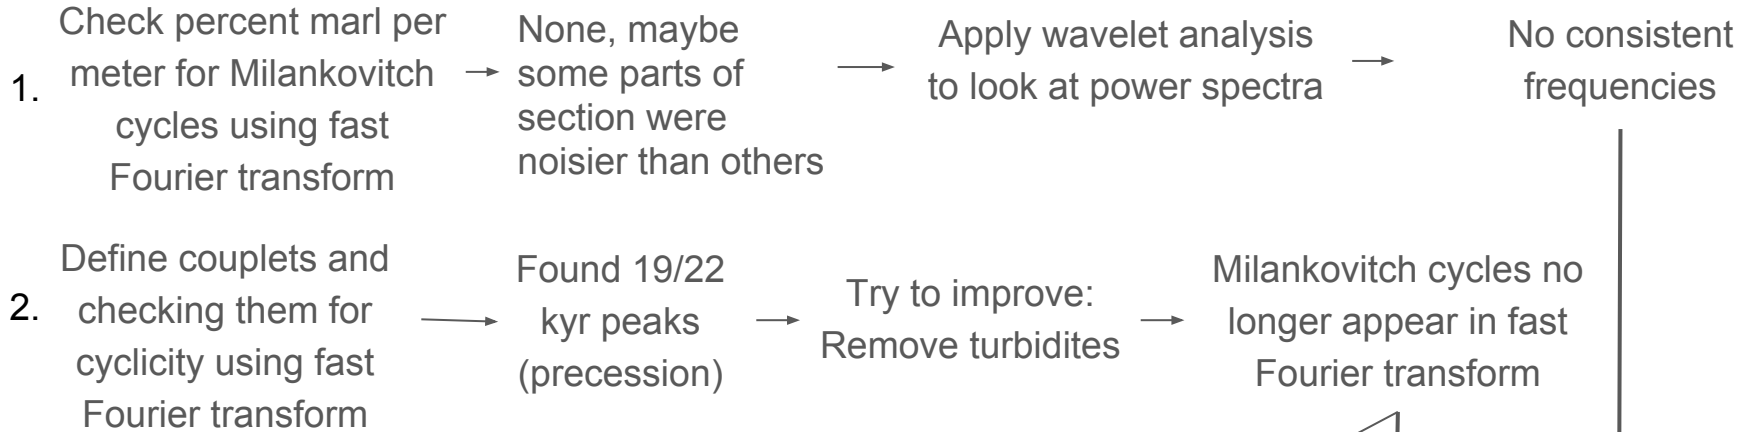 1.
Check percent marl per
meter for Milankovitch
cycles using fast
Fourier transform
None, maybe
some parts of
section were
noisier than others
Apply wavelet analysis
to look at power spectra
No consistent
frequencies
2.
Define couplets and
checking them for
cyclicity using fast
Fourier transform
Found 19/22
kyr peaks
(precession)
Try to improve:
Remove turbidites
Milankovitch cycles no
longer appear in fast
Fourier transform